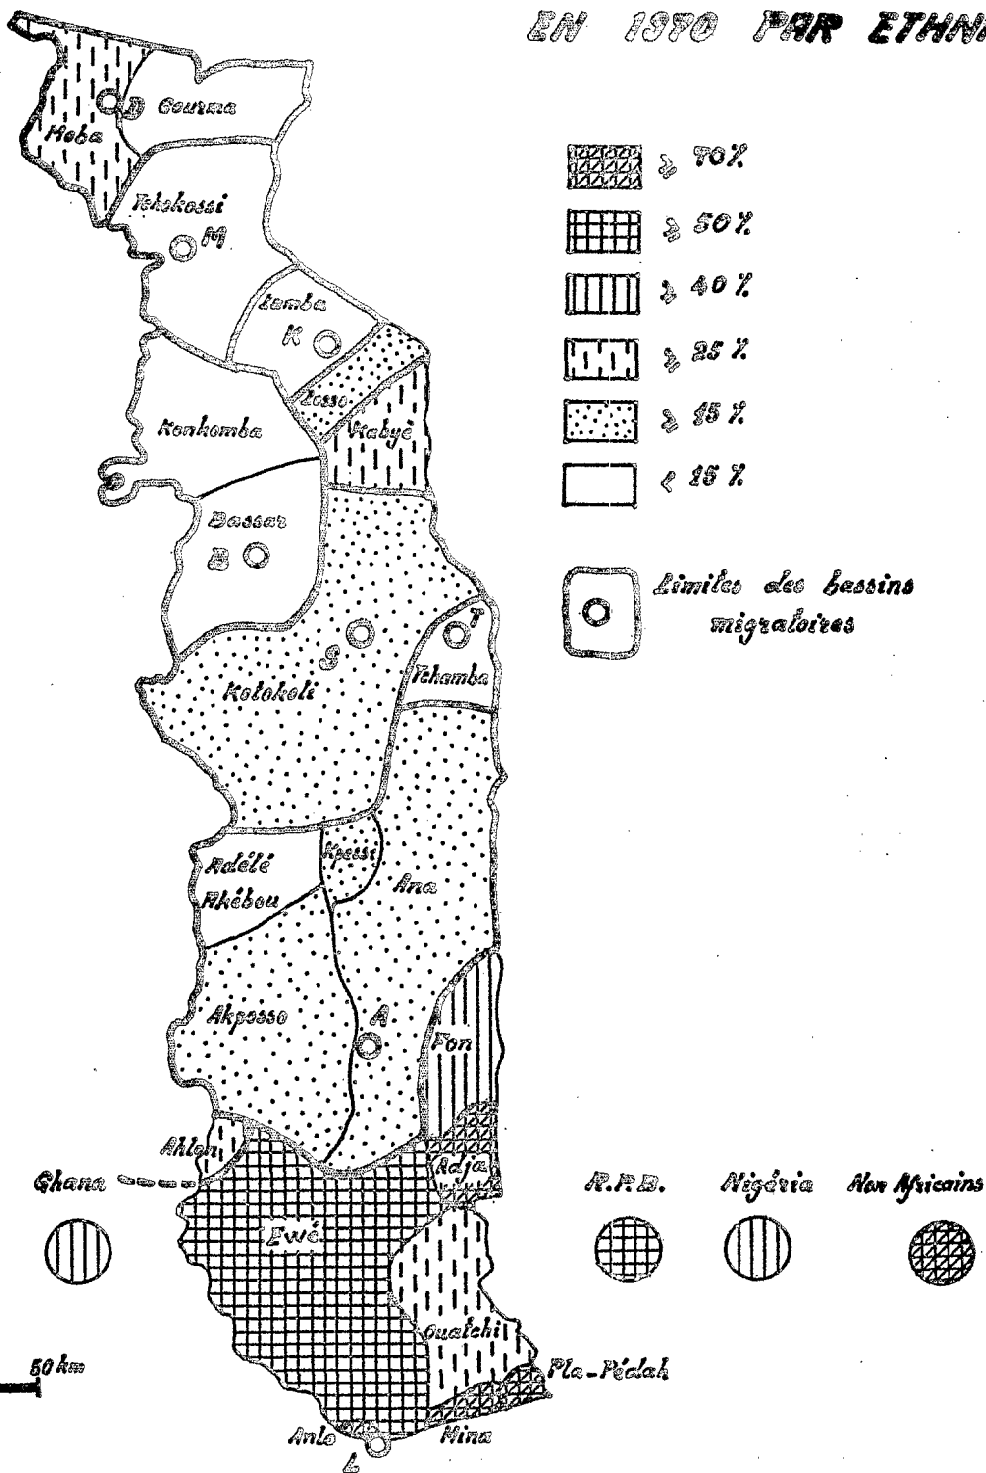 EN 1970 PAR ETHNI
≥ 70 %
≥ 50 %
≥ 40 %
≥ 25 %
≥ 15 %
< 15 %
Limites des bassins
migratoires
D Gourma
Moba
Tchokossi
M
Lamba
K
Losso
Kabyè
Konkomba
Bassar
B
S
T
Kotokoli
Tchamba
Adélé
Akébou
Kpessi
Ana
Akposso
A
Fon
Ahlon
Adja
Ghana
R.P.B.
Nigéria
Non Africains
Ewé
Ouatchi
50 km
Pla-Pédah
Anlo
Mina
L